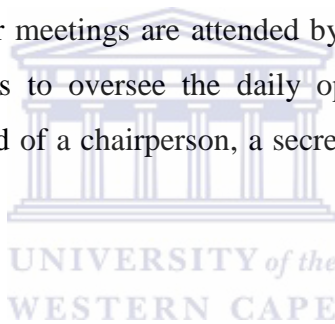 r meetings are attended by
s to oversee the daily op
d of a chairperson, a secre
UNIVERSITY of the
WESTERN CAPE